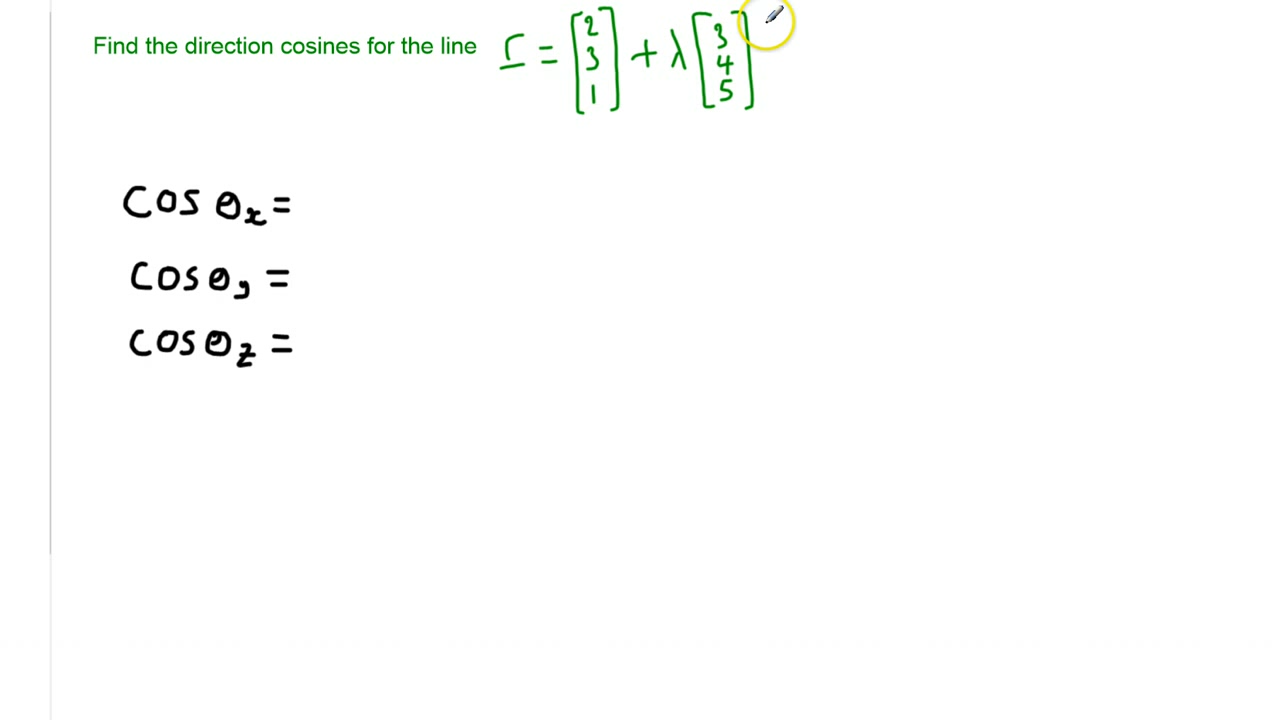 Find the direction cosines for the line r = [2 3 1] + λ [3 4 5]
cos θx =
cos θy =
cos θz =